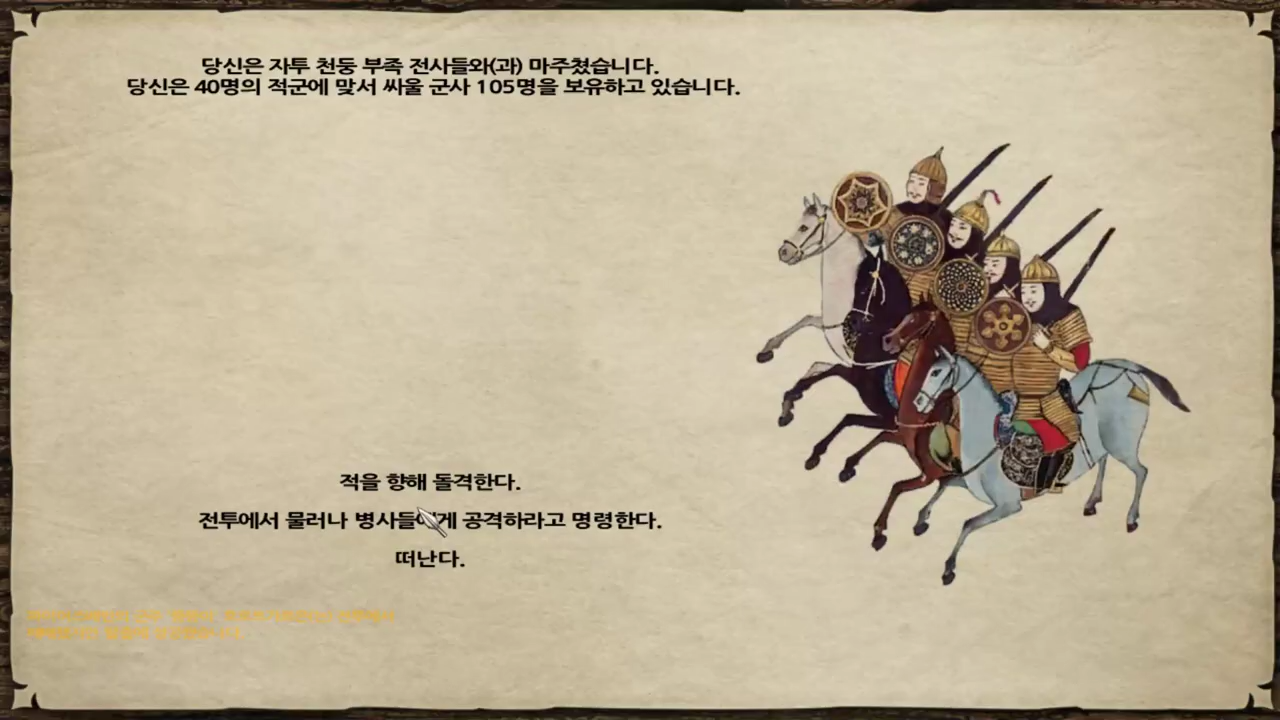 당신은 자투 천둥 부족 전사들와(과) 마주쳤습니다.
당신은 40명의 적군에 맞서 싸울 군사 105명을 보유하고 있습니다.
적을 향해 돌격한다.
전투에서 물러나 병사들에게 공격하라고 명령한다.
떠난다.